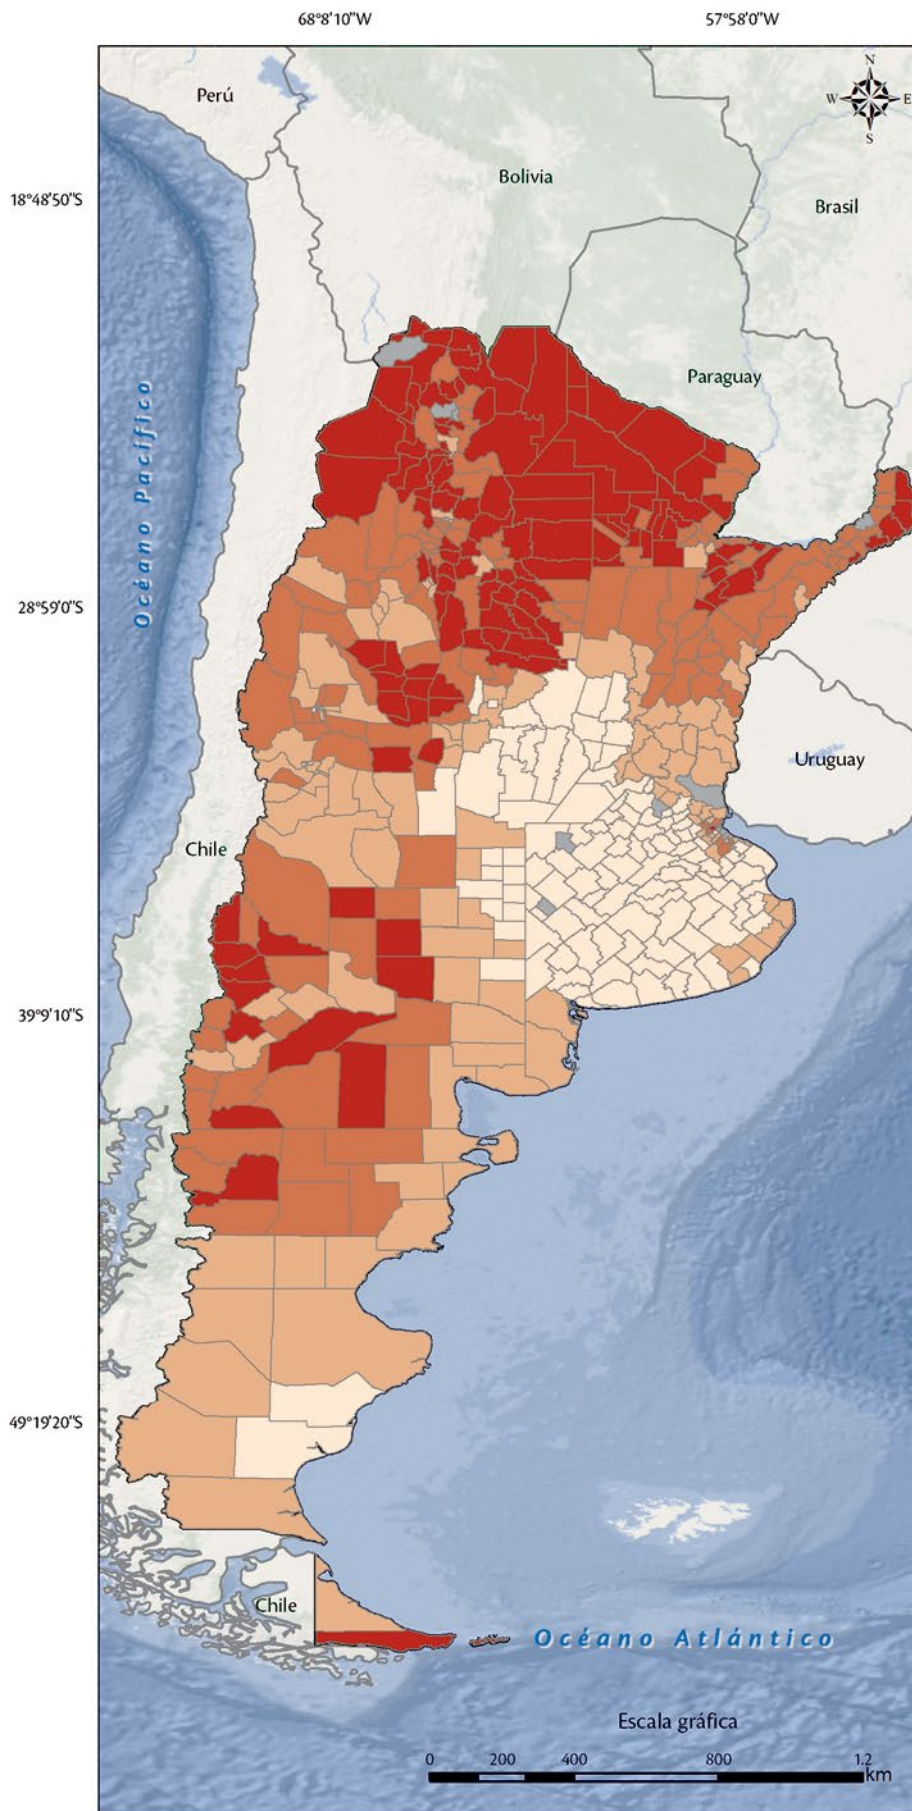 68°8'10"W
57°58'0"W
N
W
E
S
Perú
Bolivia
Brasil
18°48'50"S
Paraguay
Océano Pacífico
28°59'0"S
Uruguay
Chile
39°9'10"S
49°19'20"S
Chile
Océano Atlántico
Escala gráfica
0
200
400
800
1.2
km